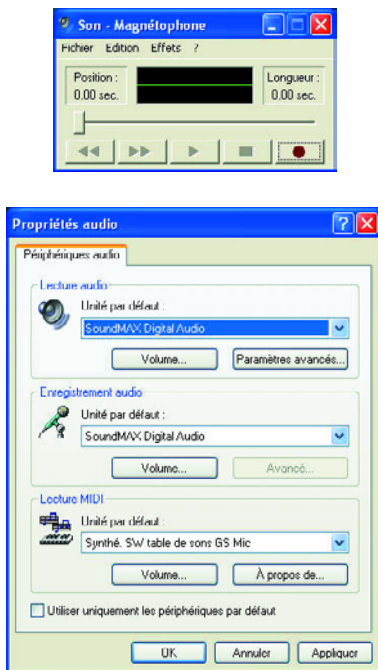 Son - Magnétophone
Fichier Edition Effets ?
Position :
0.00 sec.
Longueur :
0.00 sec.
Propriétés audio
Périphériques audio
Lecture audio
Unité par défaut :
SoundMAX Digital Audio
Volume... Paramètres avancés...
Enregistrement audio
Unité par défaut :
SoundMAX Digital Audio
Volume... Avancé...
Lecture MIDI
Unité par défaut :
Synthé. SW table de sons GS Mic
Volume... À propos de...
Utiliser uniquement les périphériques par défaut
OK Annuler Appliquer